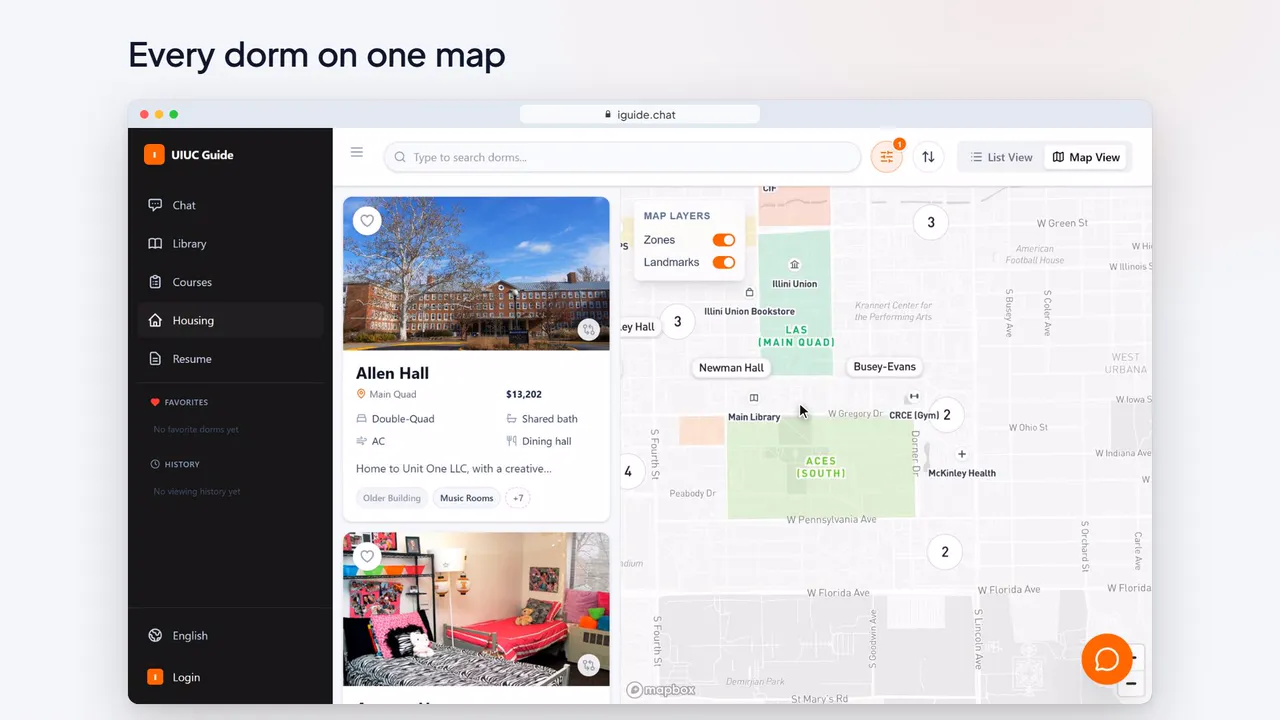 Every dorm on one map
iguide.chat
UIUC Guide
Chat
Library
Courses
Housing
Resume
FAVORITES
No favorite dorms yet
HISTORY
No viewing history yet
English
Login
Type to search dorms...
1
List View
Map View
Allen Hall
Main Quad
$13,202
Double-Quad
Shared bath
AC
Dining hall
Home to Unit One LLC, with a creative...
Older Building
Music Rooms
+7
MAP LAYERS
Zones
Landmarks
CIF
3
W Green St
American
Football House
W Illinois S
Illini Union
Illini Union Bookstore
Krannert Center for
the Performing Arts
S Busey Ave
S Coler Ave
ey Hall
3
LAS
(MAIN QUAD)
Newman Hall
Busey-Evans
WEST
URBANA
Main Library
W Gregory Dr
CRCE (Gym)
2
W Iowa S
W Ohio St
S Fourth St
Dorner Dr
W Indiana Ave
4
ACES
(SOUTH)
McKinley Health
Peabody Dr
W Pennsylvania Ave
S Orchard St
Carle Ave
2
W Florida Ave
W Florida Ave
W Florida
S Fourth St
S Goodwin Ave
S Lincoln Ave
Demirjian Park
St Mary's Rd
mapbox